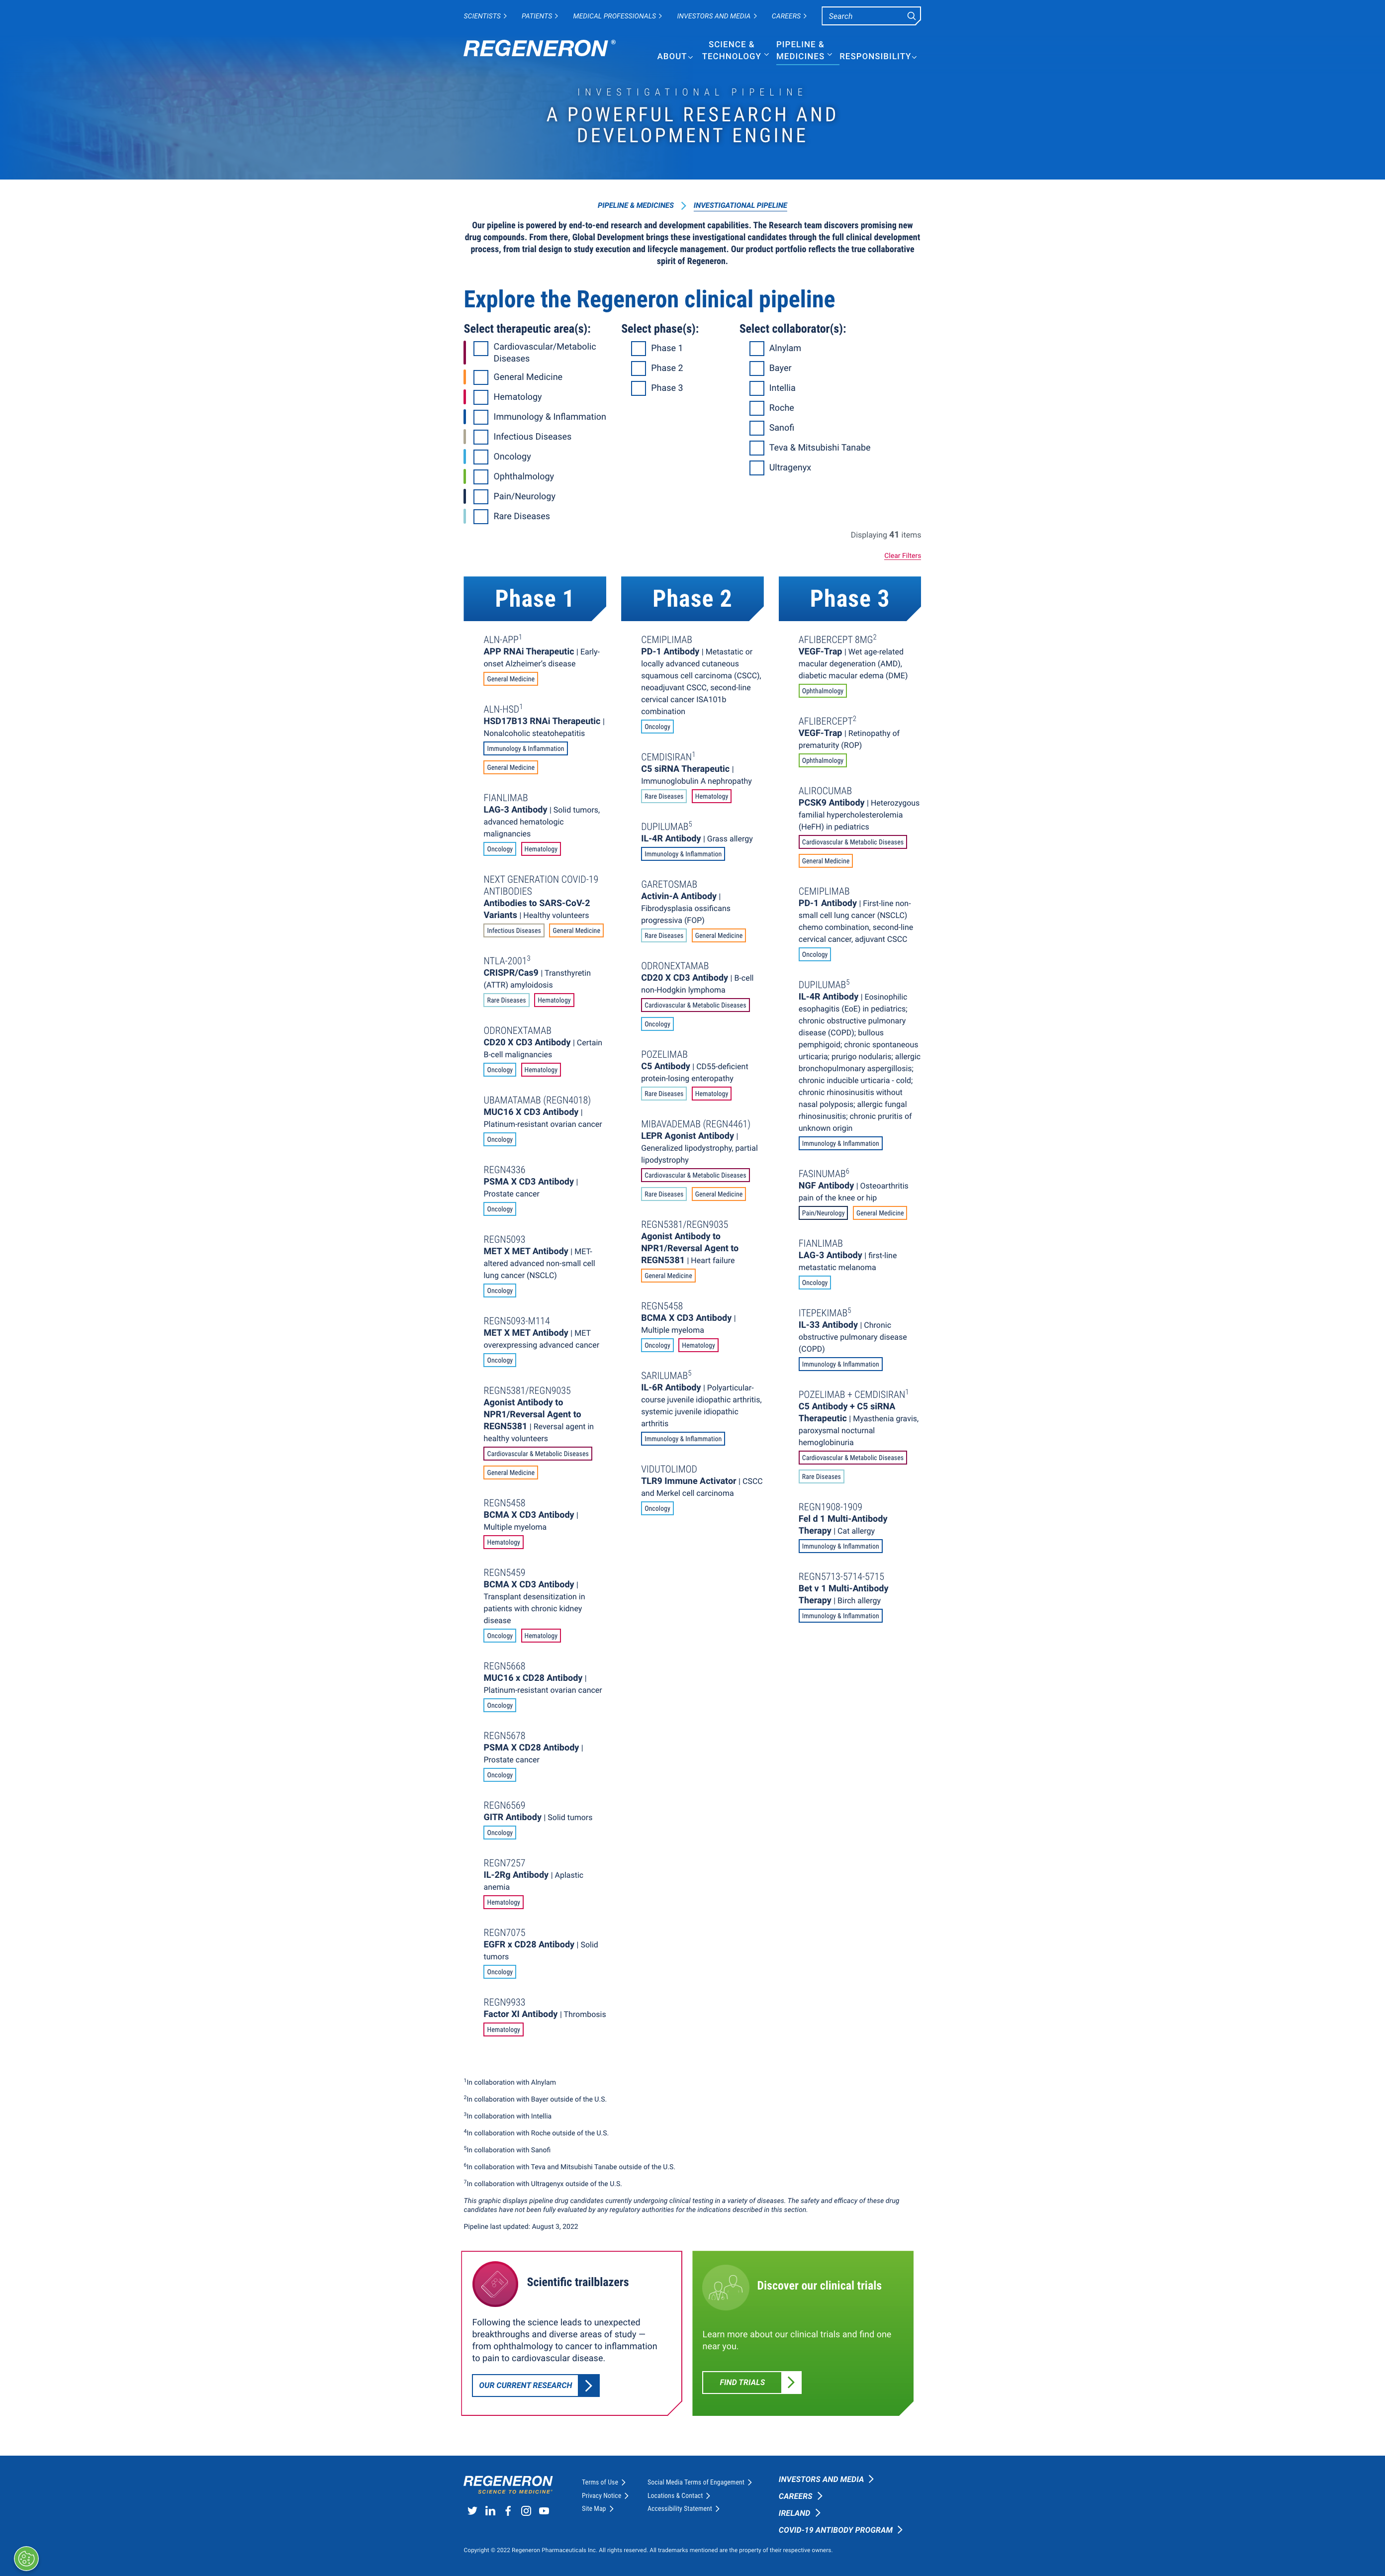 SCIENTISTS
PATIENTS
MEDICAL PROFESSIONALS
INVESTORS AND MEDIA
CAREERS
Search
REGENERON®
ABOUT
SCIENCE &
TECHNOLOGY
PIPELINE &
MEDICINES
RESPONSIBILITY
INVESTIGATIONAL PIPELINE
A POWERFUL RESEARCH AND
DEVELOPMENT ENGINE
PIPELINE & MEDICINES
INVESTIGATIONAL PIPELINE
Our pipeline is powered by end-to-end research and development capabilities. The Research team discovers promising new
drug compounds. From there, Global Development brings these investigational candidates through the full clinical development
process, from trial design to study execution and lifecycle management. Our product portfolio reflects the true collaborative
spirit of Regeneron.
Explore the Regeneron clinical pipeline
Select therapeutic area(s):
Cardiovascular/Metabolic
Diseases
General Medicine
Hematology
Immunology & Inflammation
Infectious Diseases
Oncology
Ophthalmology
Pain/Neurology
Rare Diseases
Select phase(s):
Phase 1
Phase 2
Phase 3
Select collaborator(s):
Alnylam
Bayer
Intellia
Roche
Sanofi
Teva & Mitsubishi Tanabe
Ultragenyx
Displaying 41 items
Clear Filters
Phase 1
ALN-APP1
APP RNAi Therapeutic | Early-
onset Alzheimer's disease
General Medicine
ALN-HSD1
HSD17B13 RNAi Therapeutic |
Nonalcoholic steatohepatitis
Immunology & Inflammation
General Medicine
FIANLIMAB
LAG-3 Antibody | Solid tumors,
advanced hematologic
malignancies
Oncology Hematology
NEXT GENERATION COVID-19
ANTIBODIES
Antibodies to SARS-CoV-2
Variants | Healthy volunteers
Infectious Diseases General Medicine
NTLA-20013
CRISPR/Cas9 | Transthyretin
(ATTR) amyloidosis
Rare Diseases Hematology
ODRONEXTAMAB
CD20 X CD3 Antibody | Certain
B-cell malignancies
Oncology Hematology
UBAMATAMAB (REGN4018)
MUC16 X CD3 Antibody |
Platinum-resistant ovarian cancer
Oncology
REGN4336
PSMA X CD3 Antibody |
Prostate cancer
Oncology
REGN5093
MET X MET Antibody | MET-
altered advanced non-small cell
lung cancer (NSCLC)
Oncology
REGN5093-M114
MET X MET Antibody | MET
overexpressing advanced cancer
Oncology
REGN5381/REGN9035
Agonist Antibody to
NPR1/Reversal Agent to
REGN5381 | Reversal agent in
healthy volunteers
Cardiovascular & Metabolic Diseases
General Medicine
REGN5458
BCMA X CD3 Antibody |
Multiple myeloma
Hematology
REGN5459
BCMA X CD3 Antibody |
Transplant desensitization in
patients with chronic kidney
disease
Oncology Hematology
REGN5668
MUC16 x CD28 Antibody |
Platinum-resistant ovarian cancer
Oncology
REGN5678
PSMA X CD28 Antibody |
Prostate cancer
Oncology
REGN6569
GITR Antibody | Solid tumors
Oncology
REGN7257
IL-2Rg Antibody | Aplastic
anemia
Hematology
REGN7075
EGFR x CD28 Antibody | Solid
tumors
Oncology
REGN9933
Factor XI Antibody | Thrombosis
Hematology
Phase 2
CEMIPLIMAB
PD-1 Antibody | Metastatic or
locally advanced cutaneous
squamous cell carcinoma (CSCC),
neoadjuvant CSCC, second-line
cervical cancer ISA101b
combination
Oncology
CEMDISIRAN1
C5 siRNA Therapeutic |
Immunoglobulin A nephropathy
Rare Diseases Hematology
DUPILUMAB5
IL-4R Antibody | Grass allergy
Immunology & Inflammation
GARETOSMAB
Activin-A Antibody |
Fibrodysplasia ossificans
progressiva (FOP)
Rare Diseases General Medicine
ODRONEXTAMAB
CD20 X CD3 Antibody | B-cell
non-Hodgkin lymphoma
Cardiovascular & Metabolic Diseases
Oncology
POZELIMAB
C5 Antibody | CD55-deficient
protein-losing enteropathy
Rare Diseases Hematology
MIBAVADEMAB (REGN4461)
LEPR Agonist Antibody |
Generalized lipodystrophy, partial
lipodystrophy
Cardiovascular & Metabolic Diseases
Rare Diseases General Medicine
REGN5381/REGN9035
Agonist Antibody to
NPR1/Reversal Agent to
REGN5381 | Heart failure
General Medicine
REGN5458
BCMA X CD3 Antibody |
Multiple myeloma
Oncology Hematology
SARILUMAB5
IL-6R Antibody | Polyarticular-
course juvenile idiopathic arthritis,
systemic juvenile idiopathic
arthritis
Immunology & Inflammation
VIDUTOLIMOD
TLR9 Immune Activator | CSCC
and Merkel cell carcinoma
Oncology
Phase 3
AFLIBERCEPT 8MG2
VEGF-Trap | Wet age-related
macular degeneration (AMD),
diabetic macular edema (DME)
Ophthalmology
AFLIBERCEPT2
VEGF-Trap | Retinopathy of
prematurity (ROP)
Ophthalmology
ALIROCUMAB
PCSK9 Antibody | Heterozygous
familial hypercholesterolemia
(HeFH) in pediatrics
Cardiovascular & Metabolic Diseases
General Medicine
CEMIPLIMAB
PD-1 Antibody | First-line non-
small cell lung cancer (NSCLC)
chemo combination, second-line
cervical cancer, adjuvant CSCC
Oncology
DUPILUMAB5
IL-4R Antibody | Eosinophilic
esophagitis (EoE) in pediatrics;
chronic obstructive pulmonary
disease (COPD); bullous
pemphigoid; chronic spontaneous
urticaria; prurigo nodularis; allergic
bronchopulmonary aspergillosis;
chronic inducible urticaria - cold;
chronic rhinosinusitis without
nasal polyposis; allergic fungal
rhinosinusitis; chronic pruritis of
unknown origin
Immunology & Inflammation
FASINUMAB6
NGF Antibody | Osteoarthritis
pain of the knee or hip
Pain/Neurology General Medicine
FIANLIMAB
LAG-3 Antibody | first-line
metastatic melanoma
Oncology
ITEPEKIMAB5
IL-33 Antibody | Chronic
obstructive pulmonary disease
(COPD)
Immunology & Inflammation
POZELIMAB + CEMDISIRAN1
C5 Antibody + C5 siRNA
Therapeutic | Myasthenia gravis,
paroxysmal nocturnal
hemoglobinuria
Cardiovascular & Metabolic Diseases
Rare Diseases
REGN1908-1909
Fel d 1 Multi-Antibody
Therapy | Cat allergy
Immunology & Inflammation
REGN5713-5714-5715
Bet v 1 Multi-Antibody
Therapy | Birch allergy
Immunology & Inflammation
1In collaboration with Alnylam
2In collaboration with Bayer outside of the U.S.
3In collaboration with Intellia
4In collaboration with Roche outside of the U.S.
5In collaboration with Sanofi
6In collaboration with Teva and Mitsubishi Tanabe outside of the U.S.
7In collaboration with Ultragenyx outside of the U.S.
This graphic displays pipeline drug candidates currently undergoing clinical testing in a variety of diseases. The safety and efficacy of these drug
candidates have not been fully evaluated by any regulatory authorities for the indications described in this section.
Pipeline last updated: August 3, 2022
Scientific trailblazers
Following the science leads to unexpected
breakthroughs and diverse areas of study —
from ophthalmology to cancer to inflammation
to pain to cardiovascular disease.
OUR CURRENT RESEARCH
Discover our clinical trials
Learn more about our clinical trials and find one
near you.
FIND TRIALS
REGENERON
SCIENCE TO MEDICINE®
Terms of Use
Privacy Notice
Site Map
Social Media Terms of Engagement
Locations & Contact
Accessibility Statement
INVESTORS AND MEDIA
CAREERS
IRELAND
COVID-19 ANTIBODY PROGRAM
Copyright © 2022 Regeneron Pharmaceuticals Inc. All rights reserved. All trademarks mentioned are the property of their respective owners.